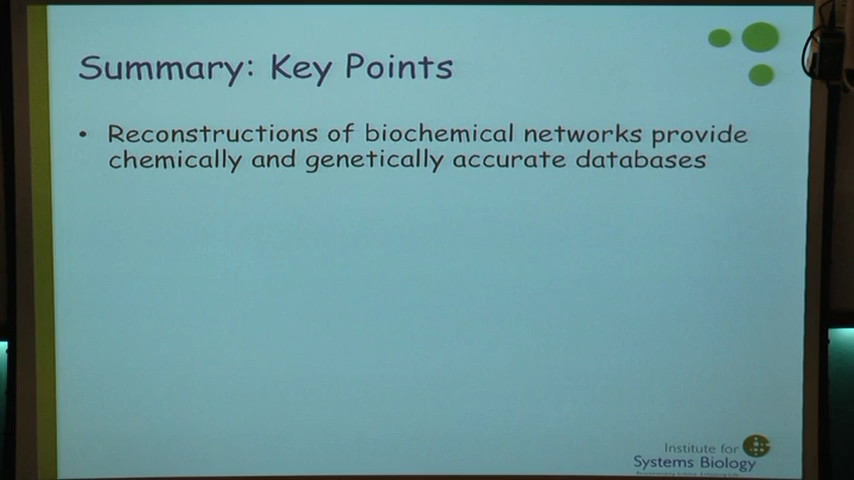 Summary: Key Points
• Reconstructions of biochemical networks provide
chemically and genetically accurate databases
Institute for
Systems Biology